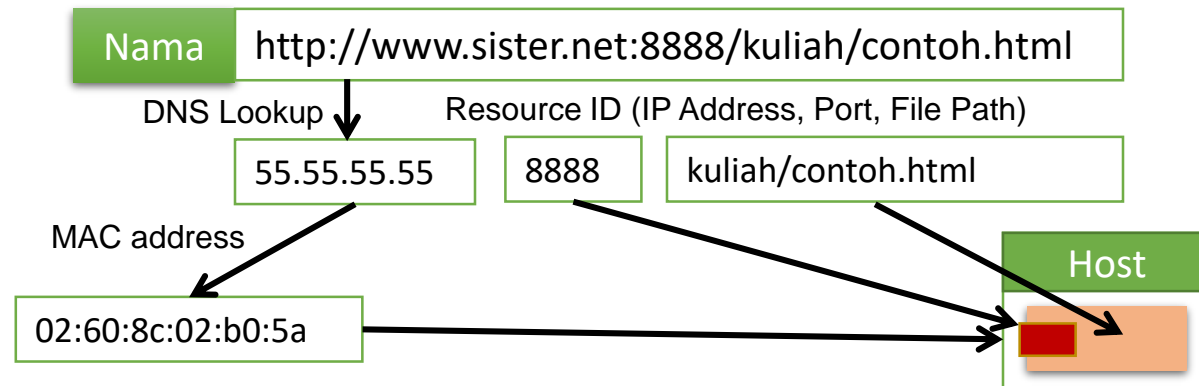 Nama
http://www.sister.net:8888/kuliah/contoh.html
DNS Lookup
Resource ID (IP Address, Port, File Path)
55.55.55.55
8888
kuliah/contoh.html
MAC address
Host
02:60:8c:02:b0:5a